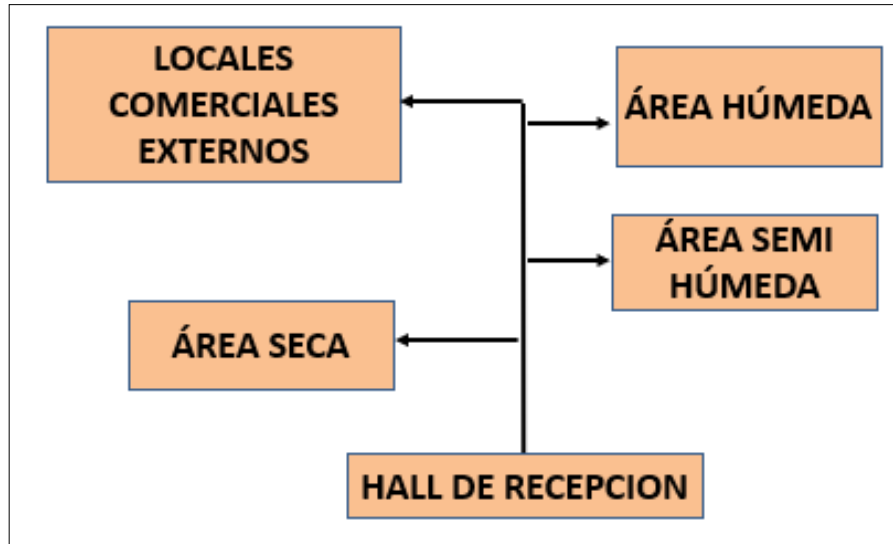 LOCALES
COMERCIALES
EXTERNOS
ÁREA HÚMEDA
ÁREA SEMI
HÚMEDA
ÁREA SECA
HALL DE RECEPCION